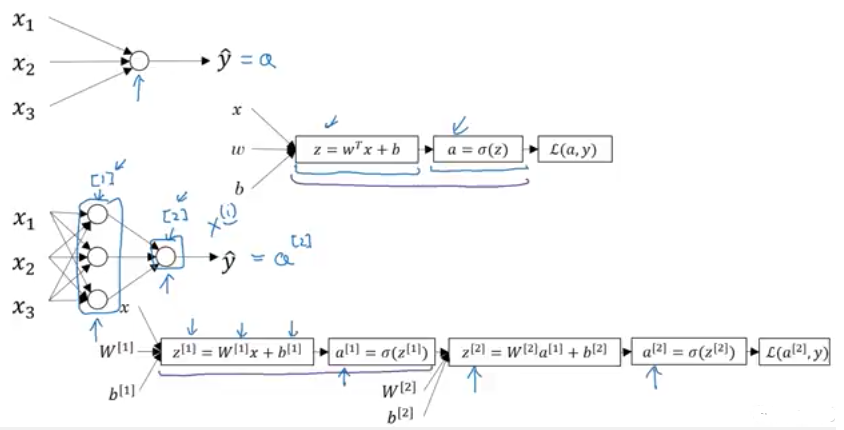 x₁
x₂
x₃
ŷ = a
x
w
b
z = wᵀx + b
a = σ(z)
ℒ(a, y)
[1]
[2]
x⁽ⁱ⁾
x₁
x₂
x₃
ŷ = a^[2]
x
W^[1]
b^[1]
z^[1] = W^[1]x + b^[1]
a^[1] = σ(z^[1])
z^[2] = W^[2]a^[1] + b^[2]
a^[2] = σ(z^[2])
ℒ(a^[2], y)
W^[2]
b^[2]